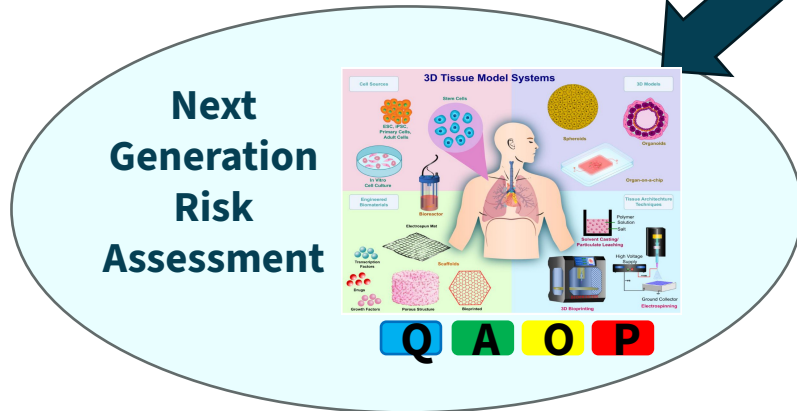 Next
Generation
Risk
Assessment
3D Tissue Model Systems
Cell Sources
Stem Cells
3D Models
ESC, iPSC,
Primary Cells,
Adult Cells
Spheroids
Organoids
In Vitro
Cell Culture
Organ-on-a-chip
Engineered
Biomaterials
Bioreactor
Tissue Architechture
Techniques
Electrospun Mat
Polymer
Solution
Salt
Solvent Casting/
Particulate Leaching
Transcription
Factors
Scaffolds
High Voltage
Supply
Drugs
Growth Factors
Porous Structure
Bioprinted
3D Bioprinting
Ground Collector
Electrospinning
Q A O P